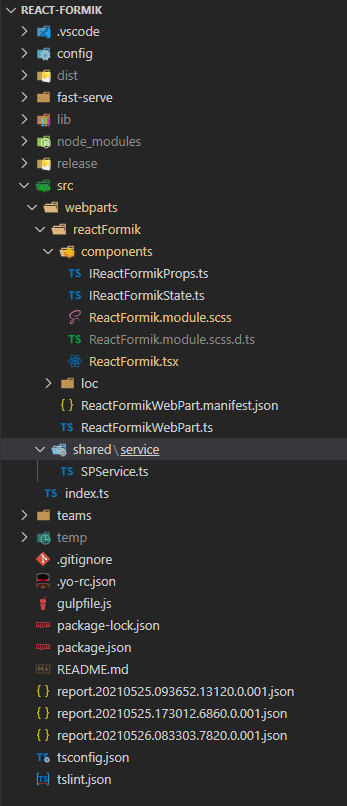 REACT-FORMIK
.vscode
config
dist
fast-serve
lib
node_modules
release
src
webparts
reactFormik
components
TS IReactFormikProps.ts
TS IReactFormikState.ts
ReactFormik.module.scss
TS ReactFormik.module.scss.d.ts
ReactFormik.tsx
loc
{ } ReactFormikWebPart.manifest.json
TS ReactFormikWebPart.ts
shared\service
TS SPService.ts
TS index.ts
teams
temp
.gitignore
.yo-rc.json
gulpfile.js
package-lock.json
package.json
README.md
{ } report.20210525.093652.13120.0.001.json
{ } report.20210525.173012.6860.0.001.json
{ } report.20210526.083303.7820.0.001.json
tsconfig.json
tslint.json